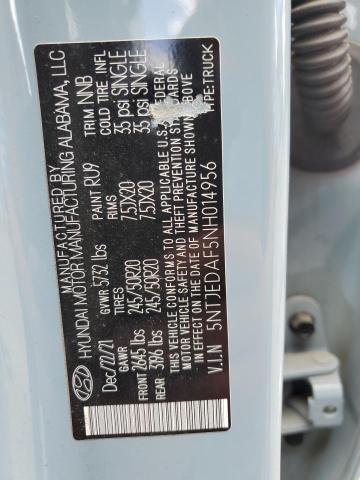 MANUFACTURED BY
HYUNDAI MOTOR MANUFACTURING ALABAMA, LLC
Dec/22/21 GVWR 5732 lbs PAINT RU9 TRIM NNB
GAWR TIRES RIMS COLD TIRE INFL
FRONT 2645 lbs 245/50R20 7.5JX20 35 psi SINGLE
REAR 3196 lbs 245/50R20 7.5JX20 35 psi SINGLE
THIS VEHICLE CONFORMS TO ALL APPLICABLE U.S. FEDERAL
MOTOR VEHICLE SAFETY AND THEFT PREVENTION STANDARDS
IN EFFECT ON THE DATE OF MANUFACTURE SHOWN ABOVE
V.I.N 5NTJEDAF5NH014956 TYPE:TRUCK